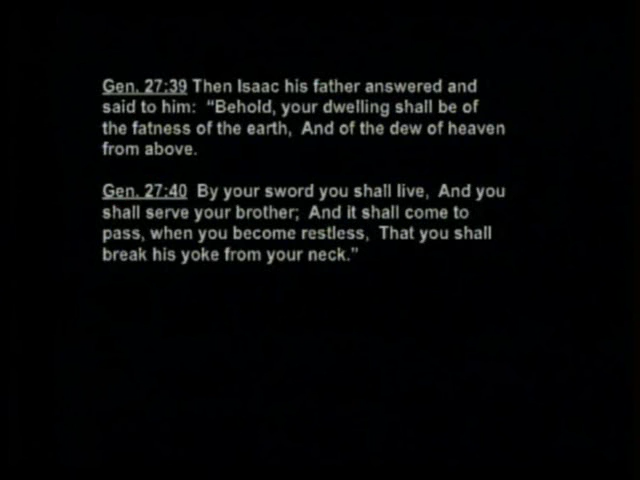 Gen. 27:39 Then Isaac his father answered and
said to him:  “Behold, your dwelling shall be of
the fatness of the earth,  And of the dew of heaven
from above.
Gen. 27:40  By your sword you shall live,  And you
shall serve your brother;  And it shall come to
pass, when you become restless,  That you shall
break his yoke from your neck.”